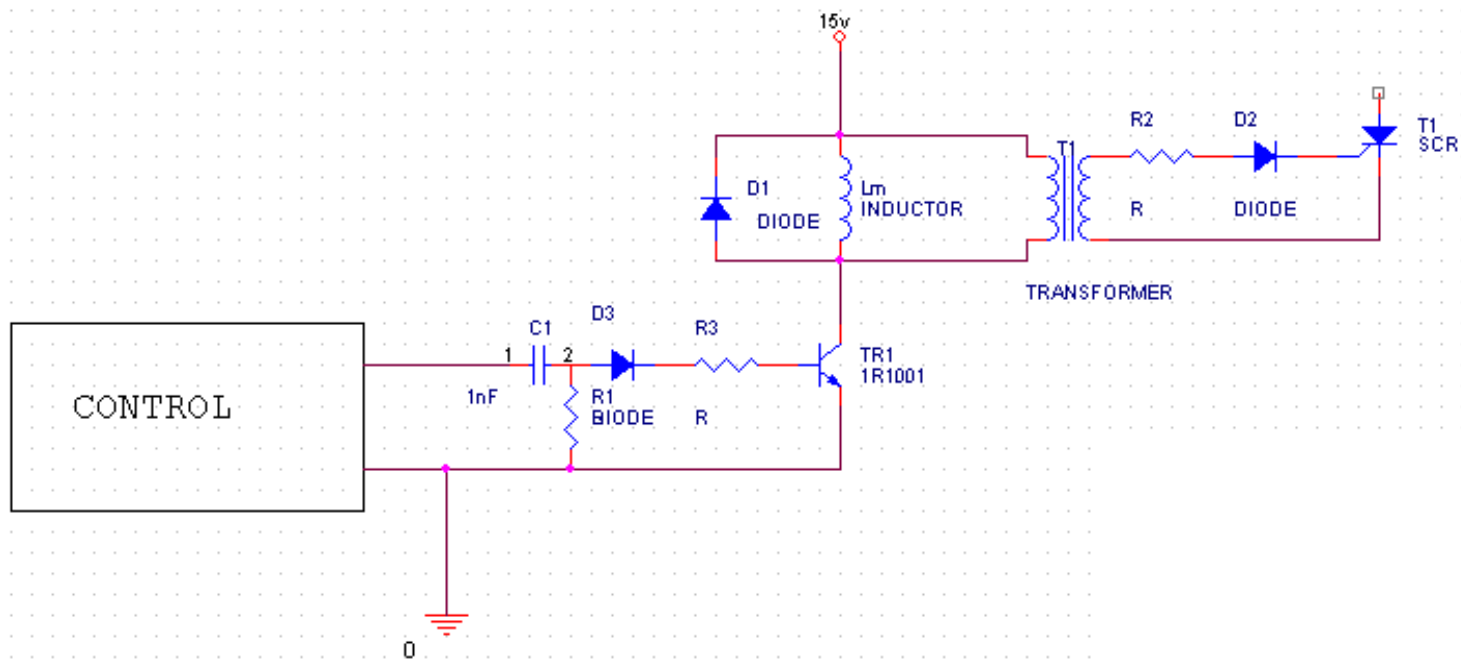 15v
R2
D2
T1
SCR
T1
D1
DIODE
Lm
INDUCTOR
R
DIODE
TRANSFORMER
D3
C1
R3
1
2
TR1
1R1001
1nF
R1
R
CONTROL
0